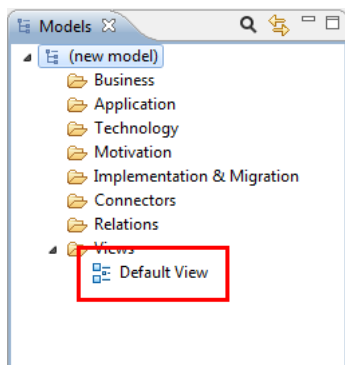 Models
(new model)
Business
Application
Technology
Motivation
Implementation & Migration
Connectors
Relations
Views
Default View